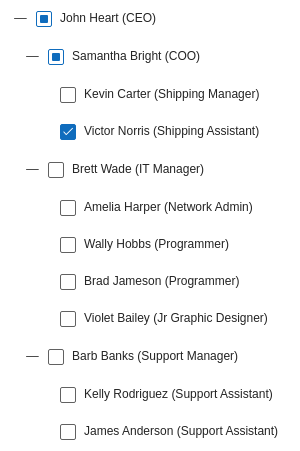 John Heart (CEO)
Samantha Bright (COO)
Kevin Carter (Shipping Manager)
Victor Norris (Shipping Assistant)
Brett Wade (IT Manager)
Amelia Harper (Network Admin)
Wally Hobbs (Programmer)
Brad Jameson (Programmer)
Violet Bailey (Jr Graphic Designer)
Barb Banks (Support Manager)
Kelly Rodriguez (Support Assistant)
James Anderson (Support Assistant)